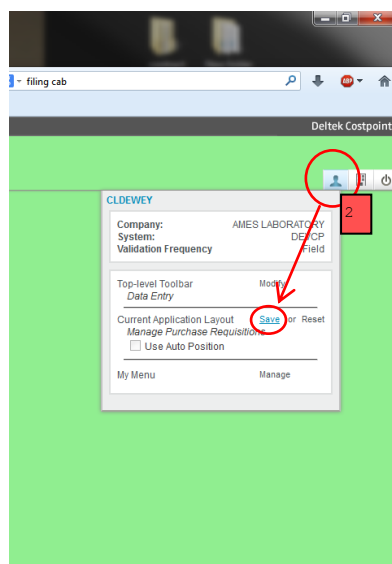 filing cab
ABP
Deltek Costpoint
2
CLDEWEY
Company: AMES LABORATORY
System: DEVCP
Validation Frequency Field
Top-level Toolbar Modify
Data Entry
Current Application Layout Save or Reset
Manage Purchase Requisitions
Use Auto Position
My Menu Manage